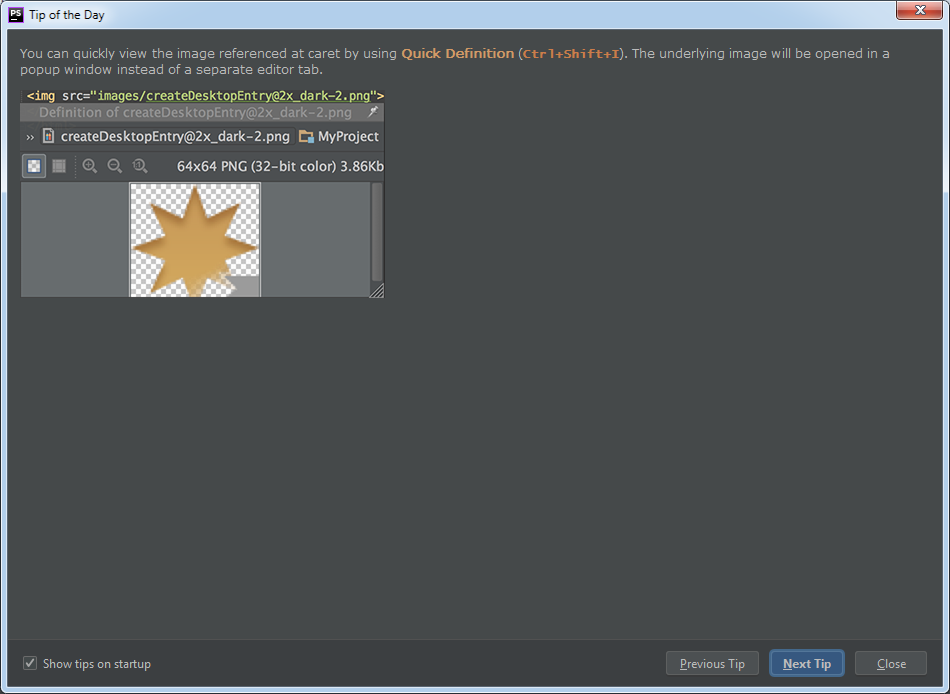 PS
Tip of the Day
You can quickly view the image referenced at caret by using Quick Definition (Ctrl+Shift+I). The underlying image will be opened in a
popup window instead of a separate editor tab.
<img src="images/createDesktopEntry@2x_dark-2.png">
Definition of createDesktopEntry@2x_dark-2.png
›› createDesktopEntry@2x_dark-2.png MyProject
64x64 PNG (32-bit color) 3.86Kb
Show tips on startup
Previous Tip
Next Tip
Close